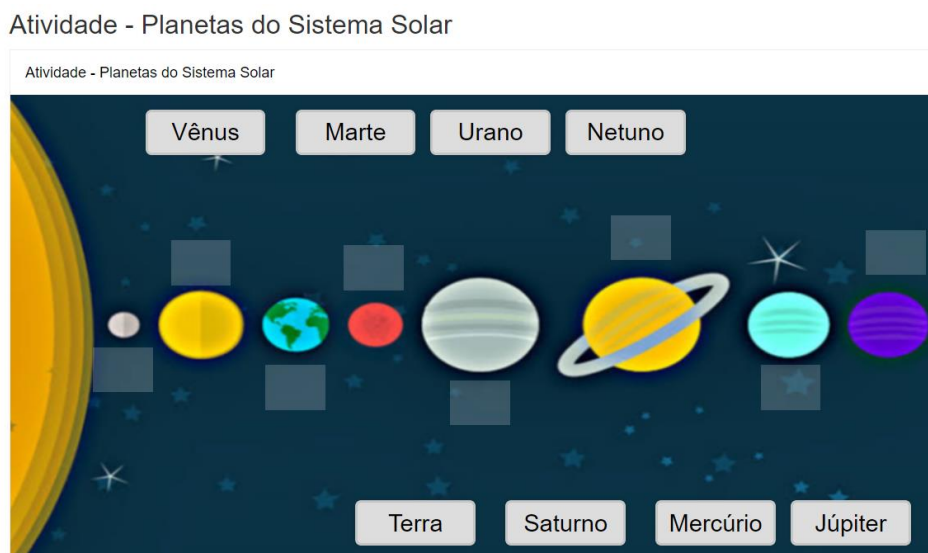 Atividade - Planetas do Sistema Solar
Atividade - Planetas do Sistema Solar
Vênus Marte Urano Netuno
Terra Saturno Mercúrio Júpiter